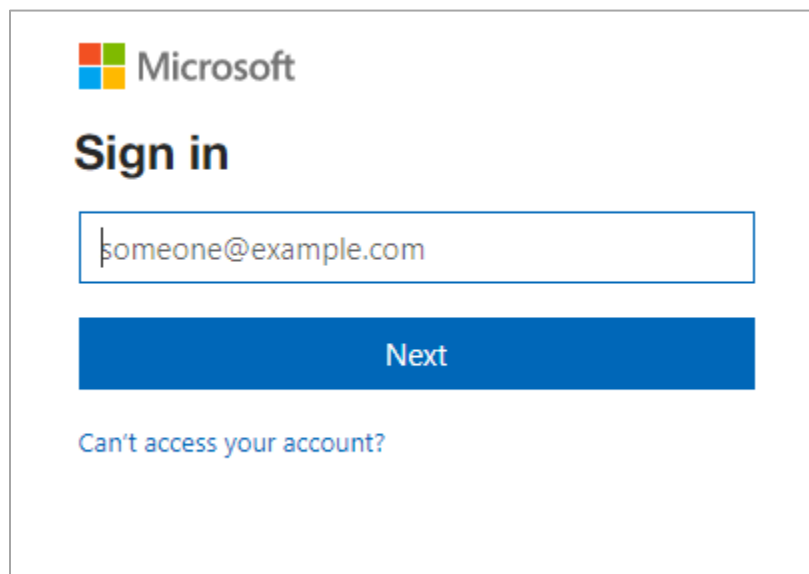 Microsoft
Sign in
someone@example.com
Next
Can't access your account?